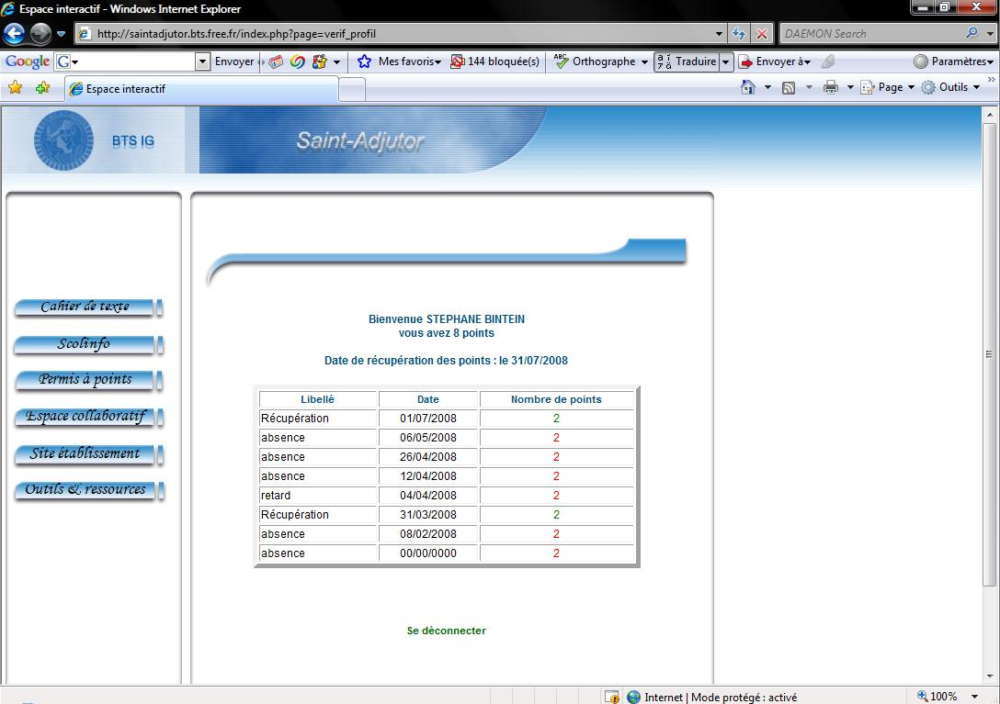 Espace interactif - Windows Internet Explorer
http://saintadjutor.bts.free.fr/index.php?page=verif_profil
DAEMON Search
Google G Envoyer Mes favoris 144 bloquée(s) ABC Orthographe Traduire Envoyer à Paramètres
Espace interactif
Page Outils
BTS IG
Saint-Adjutor
Cahier de texte
Scolinfo
Permis à points
Espace collaboratif
Site établissement
Outils & ressources
Bienvenue STEPHANE BINTEIN
vous avez 8 points
Date de récupération des points : le 31/07/2008
Libellé Date Nombre de points
Récupération 01/07/2008 2
absence 06/05/2008 2
absence 26/04/2008 2
absence 12/04/2008 2
retard 04/04/2008 2
Récupération 31/03/2008 2
absence 08/02/2008 2
absence 00/00/0000 2
Se déconnecter
Internet | Mode protégé : activé
100%